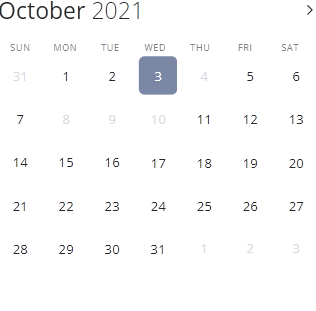 October 2021 >
SUN MON TUE WED THU FRI SAT
31 1 2 3 4 5 6
7 8 9 10 11 12 13
14 15 16 17 18 19 20
21 22 23 24 25 26 27
28 29 30 31 1 2 3